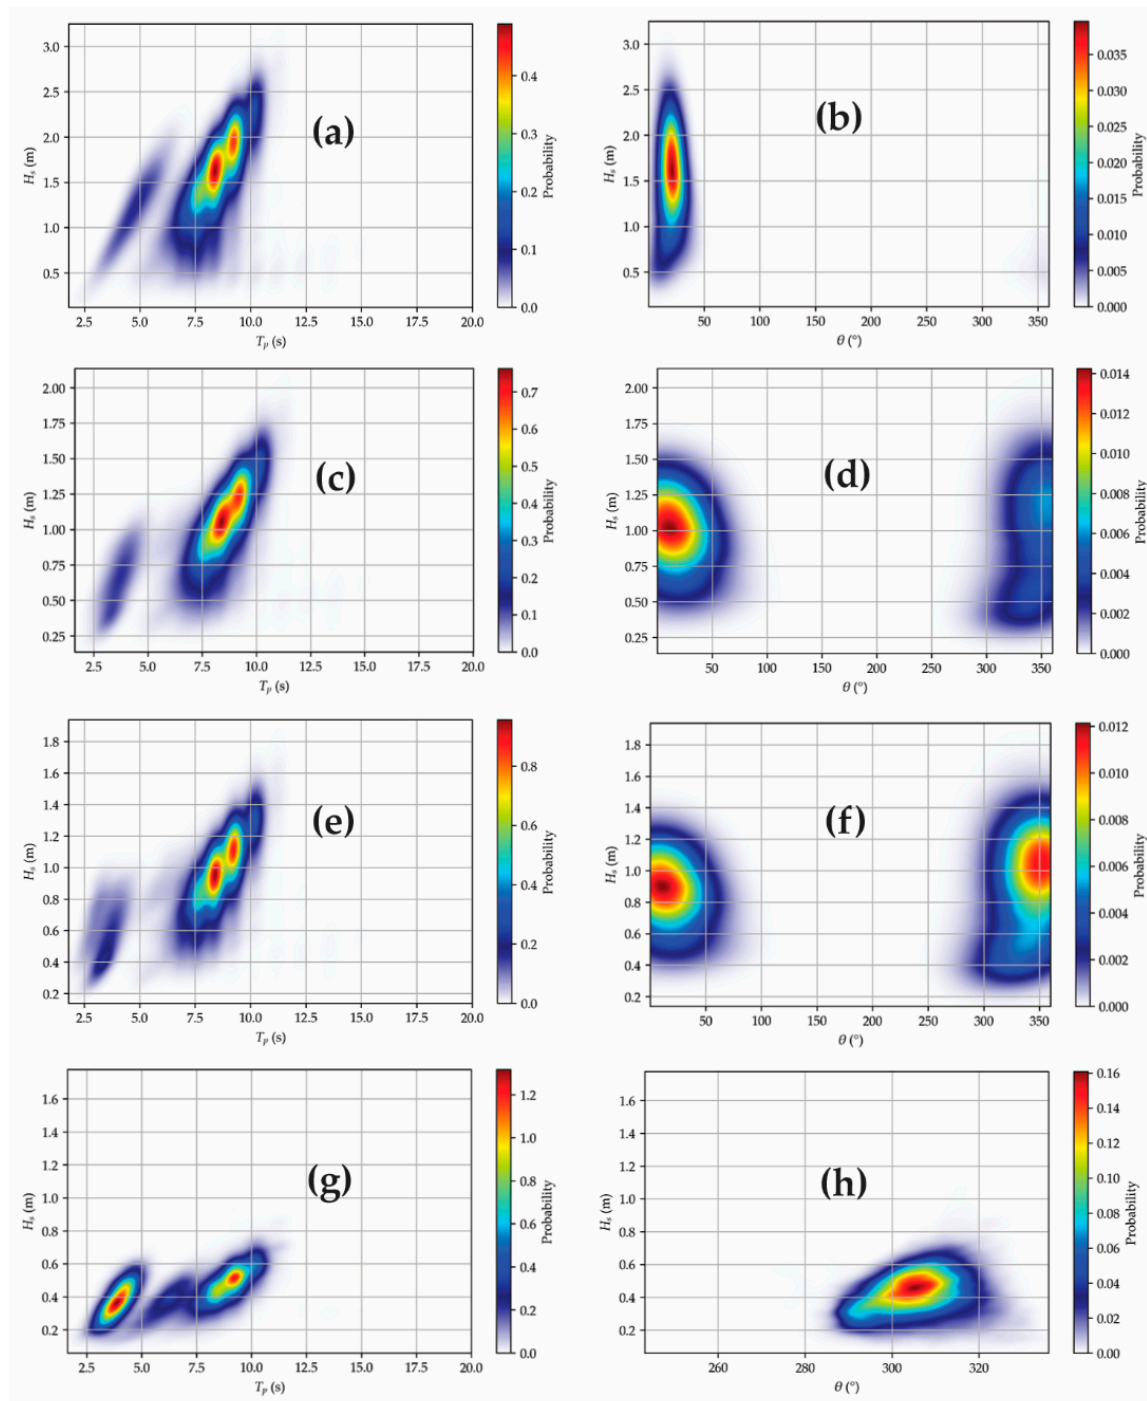 3.0
2.5
2.0
1.5
1.0
0.5
Hs (m)
2.5 5.0 7.5 10.0 12.5 15.0 17.5 20.0
Tp (s)
(a)
0.4
0.3
0.2
0.1
0.0
Probability
3.0
2.5
2.0
1.5
1.0
0.5
Hs (m)
50 100 150 200 250 300 350
θ (°)
(b)
0.035
0.030
0.025
0.020
0.015
0.010
0.005
0.000
Probability
2.00
1.75
1.50
1.25
1.00
0.75
0.50
0.25
Hs (m)
2.5 5.0 7.5 10.0 12.5 15.0 17.5 20.0
Tp (s)
(c)
0.7
0.6
0.5
0.4
0.3
0.2
0.1
0.0
Probability
2.00
1.75
1.50
1.25
1.00
0.75
0.50
0.25
Hs (m)
50 100 150 200 250 300 350
θ (°)
(d)
0.014
0.012
0.010
0.008
0.006
0.004
0.002
0.000
Probability
1.8
1.6
1.4
1.2
1.0
0.8
0.6
0.4
0.2
Hs (m)
2.5 5.0 7.5 10.0 12.5 15.0 17.5 20.0
Tp (s)
(e)
0.8
0.6
0.4
0.2
0.0
Probability
1.8
1.6
1.4
1.2
1.0
0.8
0.6
0.4
0.2
Hs (m)
50 100 150 200 250 300 350
θ (°)
(f)
0.012
0.010
0.008
0.006
0.004
0.002
0.000
Probability
1.6
1.4
1.2
1.0
0.8
0.6
0.4
0.2
Hs (m)
2.5 5.0 7.5 10.0 12.5 15.0 17.5 20.0
Tp (s)
(g)
1.2
1.0
0.8
0.6
0.4
0.2
0.0
Probability
1.6
1.4
1.2
1.0
0.8
0.6
0.4
0.2
Hs (m)
260 280 300 320
θ (°)
(h)
0.16
0.14
0.12
0.10
0.08
0.06
0.04
0.02
0.00
Probability